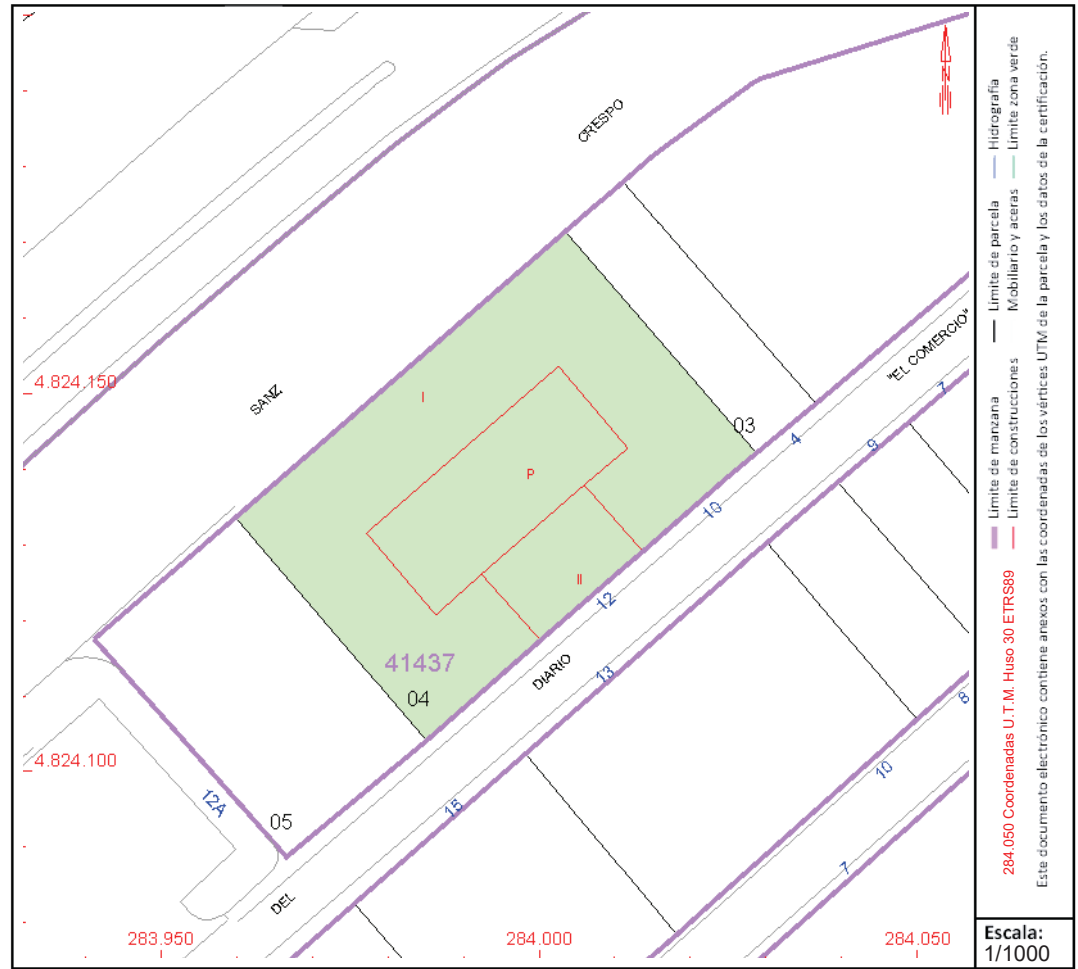 CRESPO
SANZ
4.824.150
I
P
II
03
"EL COMERCIO"
7
4
9
10
12
41437
04
DIARIO
13
8
4.824.100
12A
05
15
10
7
DEL
283.950
284.000
284.050
N
284.050 Coordenadas U.T.M. Huso 30 ETRS89
Límite de manzana
Límite de parcela
Hidrografía
Límite de construcciones
Mobiliario y aceras
Límite zona verde
Este documento electrónico contiene anexos con las coordenadas de los vértices UTM de la parcela y los datos de la certificación.
Escala:
1/1000